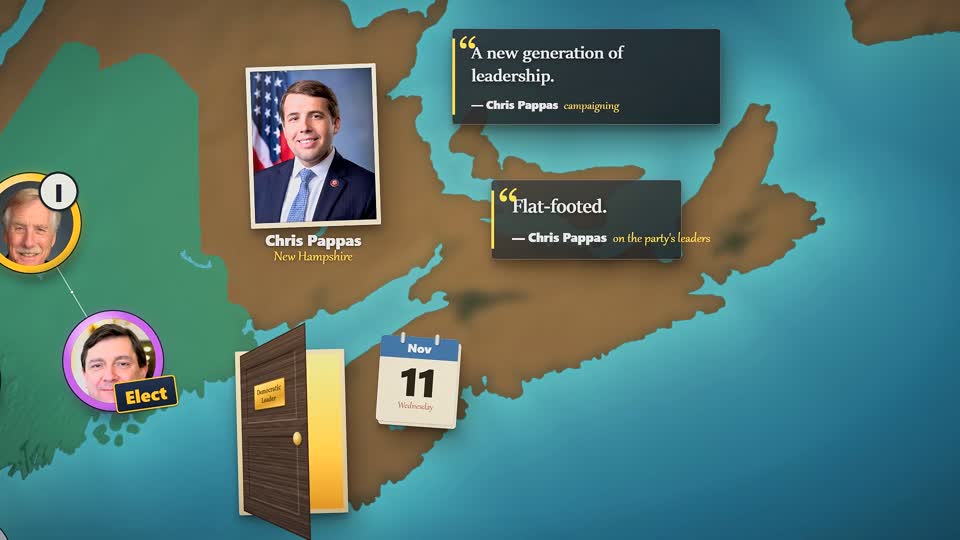 “A new generation of
leadership.
— Chris Pappas campaigning
“Flat-footed.
— Chris Pappas on the party's leaders
Chris Pappas
New Hampshire
I
Elect
Democratic
Leader
Nov
11
Wednesday